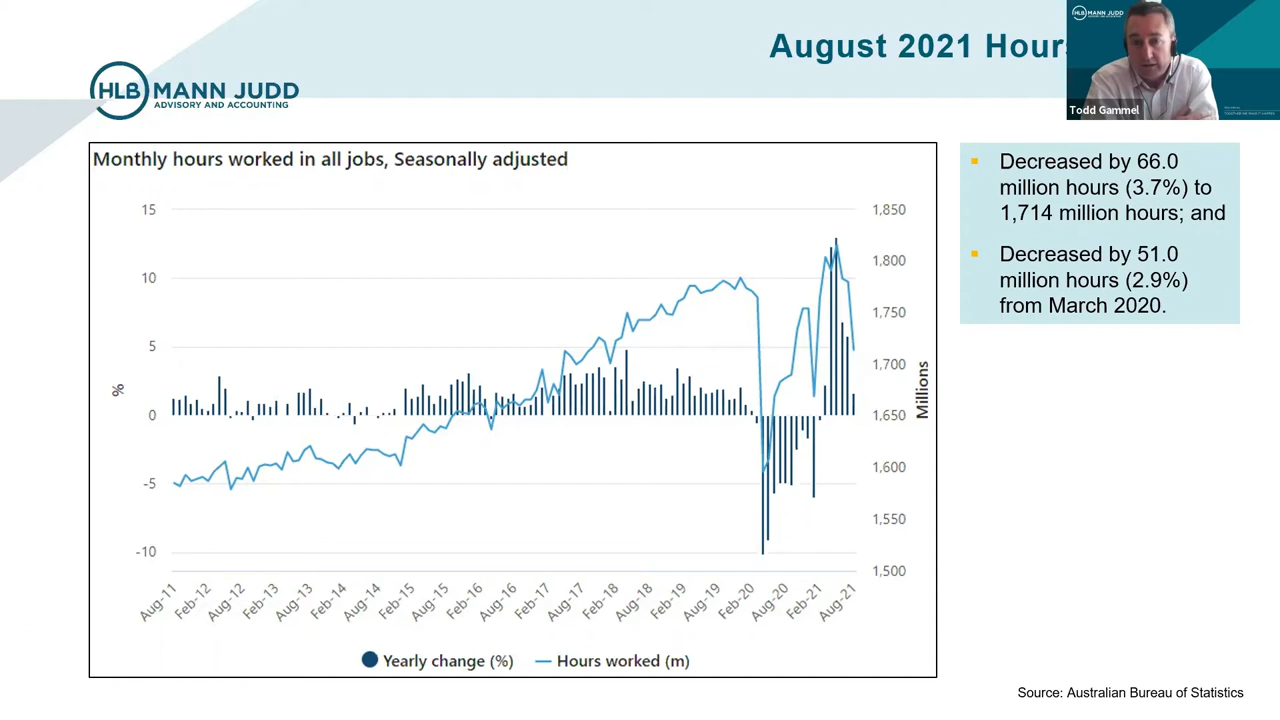 August 2021 Hours
HLB MANN JUDD
ADVISORY AND ACCOUNTING
HLB MANN JUDD
Todd Gammel
Monthly hours worked in all jobs, Seasonally adjusted
15
10
5
0
-5
-10
%
1,850
1,800
1,750
1,700
1,650
1,600
1,550
1,500
Millions
Aug-11
Feb-12
Aug-12
Feb-13
Aug-13
Feb-14
Aug-14
Feb-15
Aug-15
Feb-16
Aug-16
Feb-17
Aug-17
Feb-18
Aug-18
Feb-19
Aug-19
Feb-20
Aug-20
Feb-21
Aug-21
Yearly change (%)
Hours worked (m)
Decreased by 66.0
million hours (3.7%) to
1,714 million hours; and
Decreased by 51.0
million hours (2.9%)
from March 2020.
Source: Australian Bureau of Statistics